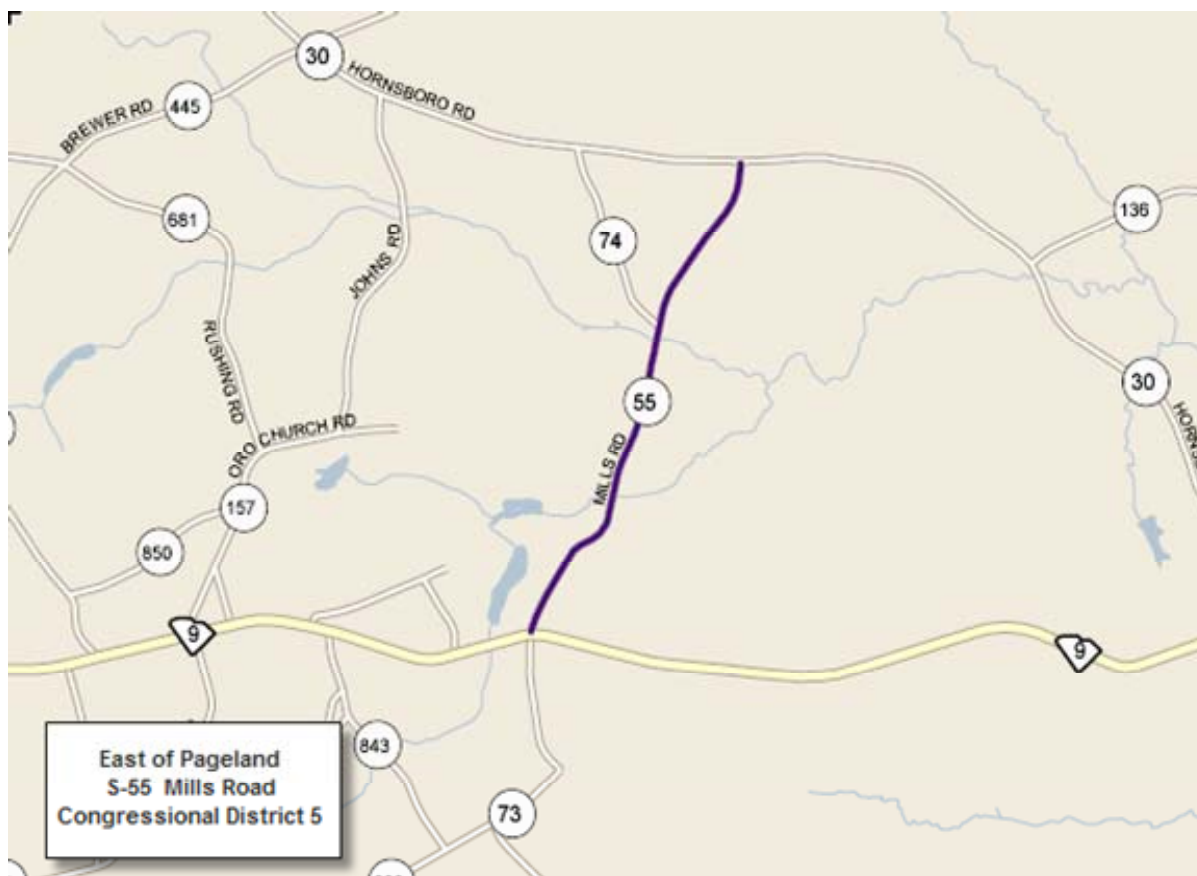 30
HORNSBORO RD
BREWER RD
445
681
74
136
JOHNS RD
RUSHING RD
30
55
HORNS
ORO CHURCH RD
MILLS RD
157
850
9
9
East of Pageland
S-55 Mills Road
Congressional District 5
843
73